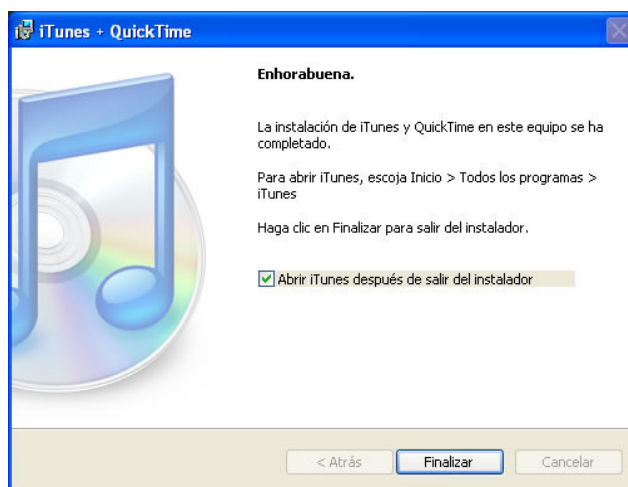 iTunes + QuickTime
Enhorabuena.
La instalación de iTunes y QuickTime en este equipo se ha
completado.
Para abrir iTunes, escoja Inicio > Todos los programas >
iTunes
Haga clic en Finalizar para salir del instalador.
Abrir iTunes después de salir del instalador
< Atrás
Finalizar
Cancelar